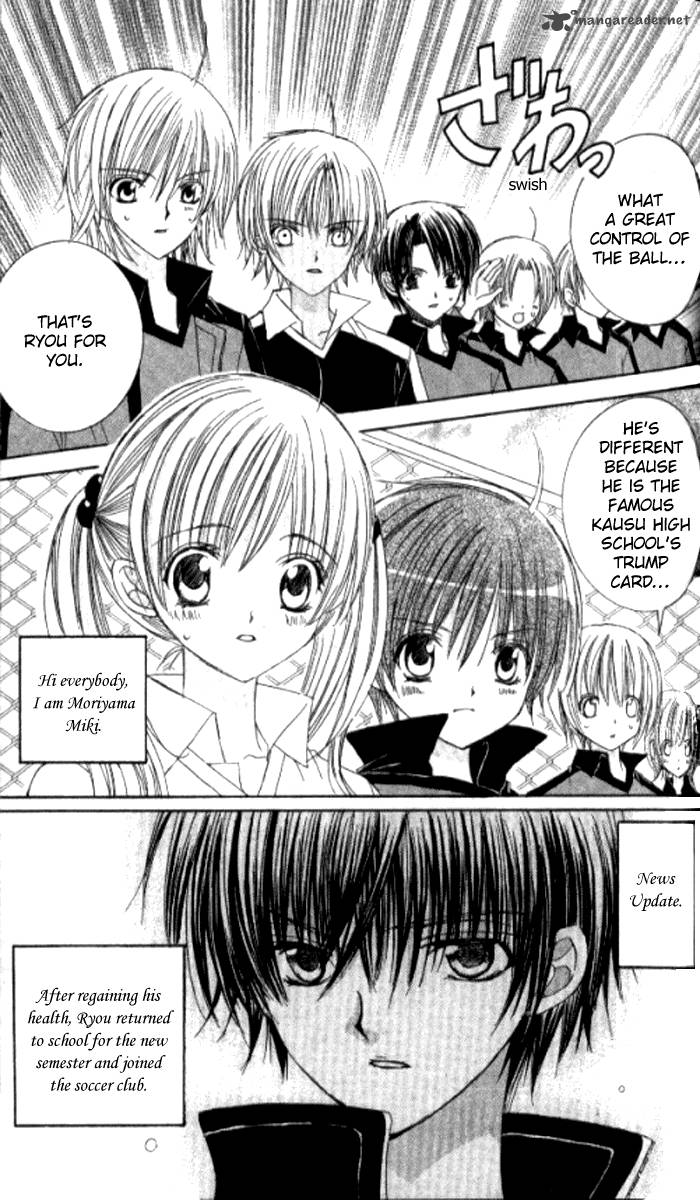 mangareader.net
ざわっ
swish
WHAT
A GREAT
CONTROL OF
THE BALL...
THAT'S
RYOU FOR
YOU.
HE'S
DIFFERENT
BECAUSE
HE IS THE
FAMOUS
KAUSU HIGH
SCHOOL'S
TRUMP
CARD...
Hi everybody,
I am Moriyama
Miki.
News
Update.
After regaining his
health, Ryou returned
to school for the new
semester and joined
the soccer club.